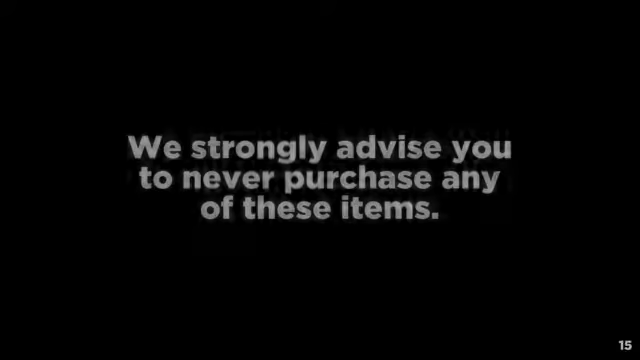 We strongly advise you
to never purchase any
of these items.
15